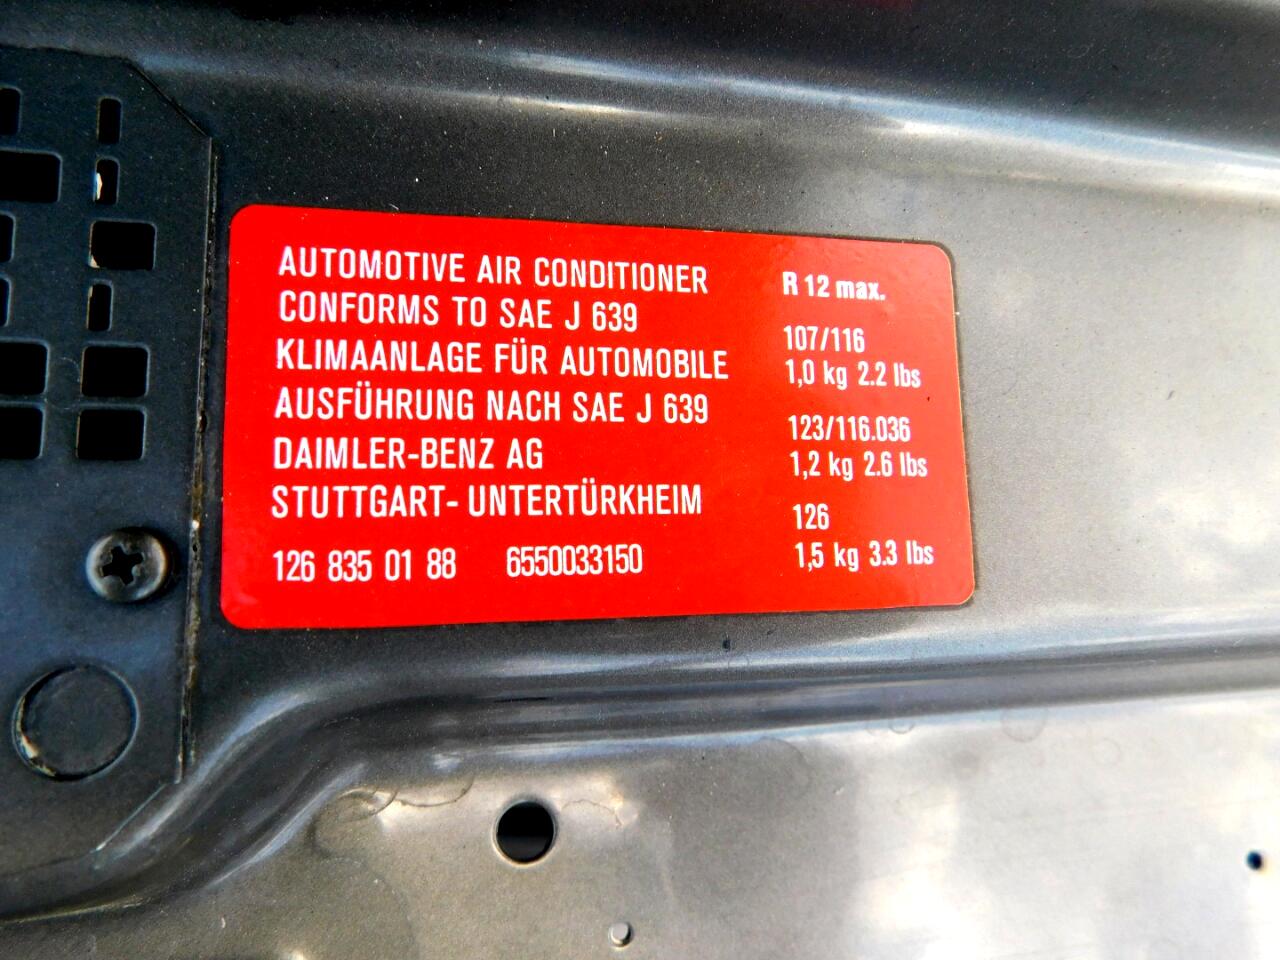 AUTOMOTIVE AIR CONDITIONER
CONFORMS TO SAE J 639
KLIMAANLAGE FÜR AUTOMOBILE
AUSFÜHRUNG NACH SAE J 639
DAIMLER-BENZ AG
STUTTGART- UNTERTÜRKHEIM
126 835 01 88 6550033150
R 12 max.
107/116
1,0 kg 2.2 lbs
123/116.036
1,2 kg 2.6 lbs
126
1,5 kg 3.3 lbs